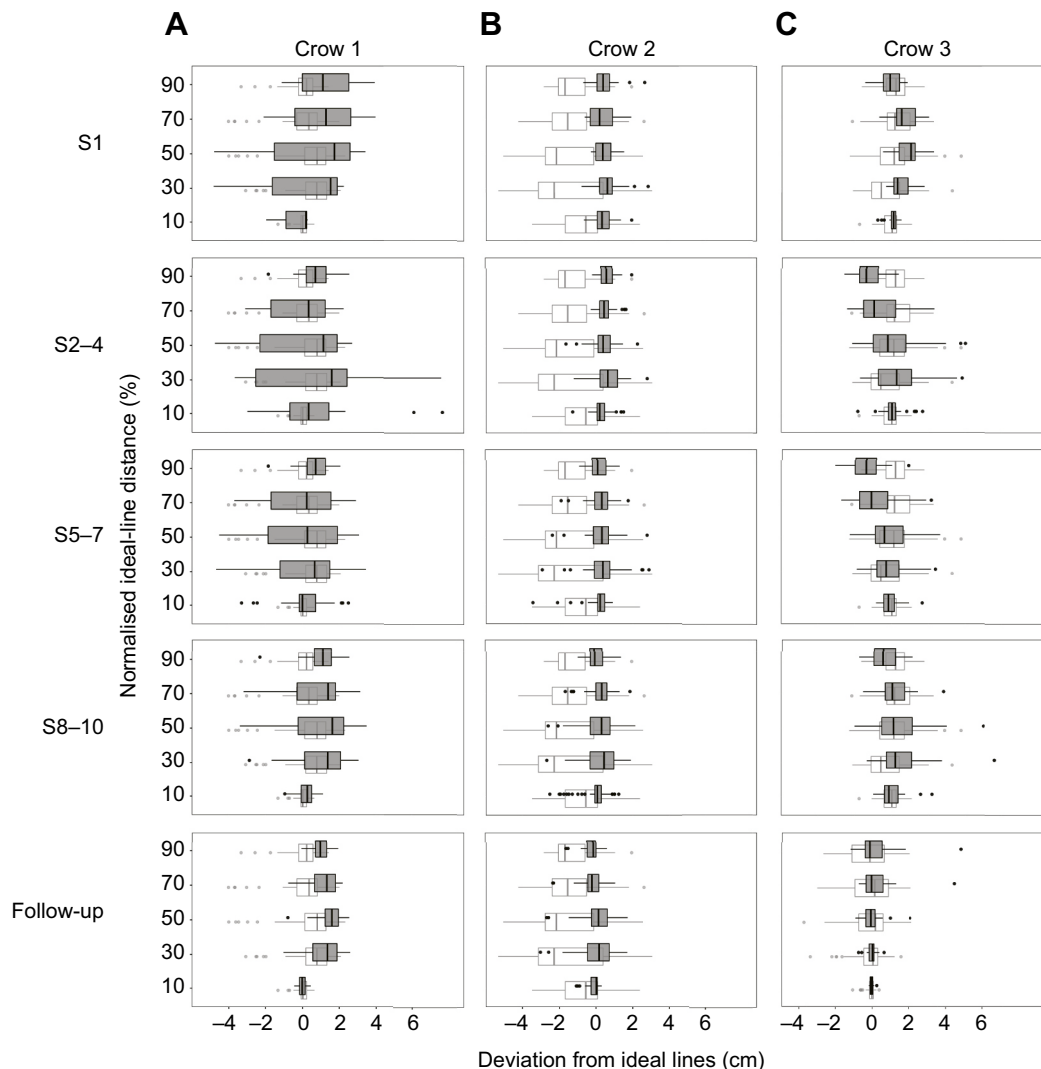 A
B
C
Crow 1
Crow 2
Crow 3
Normalised ideal-line distance (%)
S1
90
70
50
30
10
S2–4
90
70
50
30
10
S5–7
90
70
50
30
10
S8–10
90
70
50
30
10
Follow-up
90
70
50
30
10
–4 –2 0 2 4 6
–4 –2 0 2 4 6
–4 –2 0 2 4 6
Deviation from ideal lines (cm)